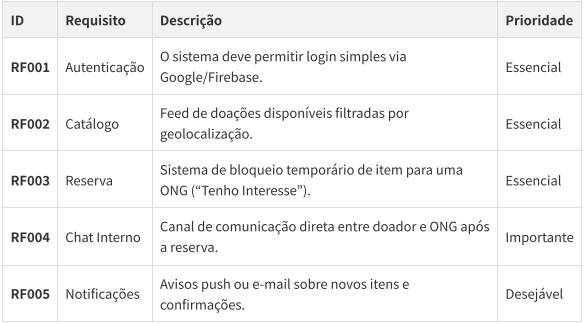 ID Requisito Descrição Prioridade
RF001 Autenticação O sistema deve permitir login simples via
Google/Firebase. Essencial
RF002 Catálogo Feed de doações disponíveis filtradas por
geolocalização. Essencial
RF003 Reserva Sistema de bloqueio temporário de item para uma
ONG (“Tenho Interesse”). Essencial
RF004 Chat Interno Canal de comunicação direta entre doador e ONG após
a reserva. Importante
RF005 Notificações Avisos push ou e-mail sobre novos itens e
confirmações. Desejável